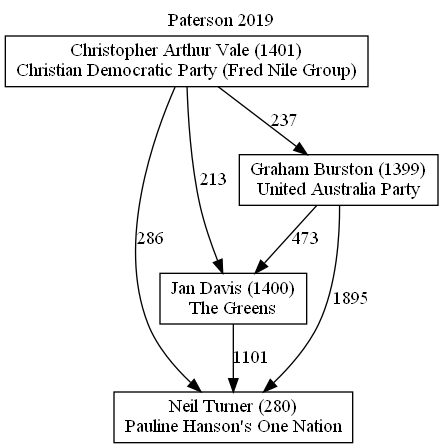 Paterson 2019
Christopher Arthur Vale (1401)
Christian Democratic Party (Fred Nile Group)
237
Graham Burston (1399)
United Australia Party
213
286
473
Jan Davis (1400)
The Greens
1895
1101
Neil Turner (280)
Pauline Hanson's One Nation